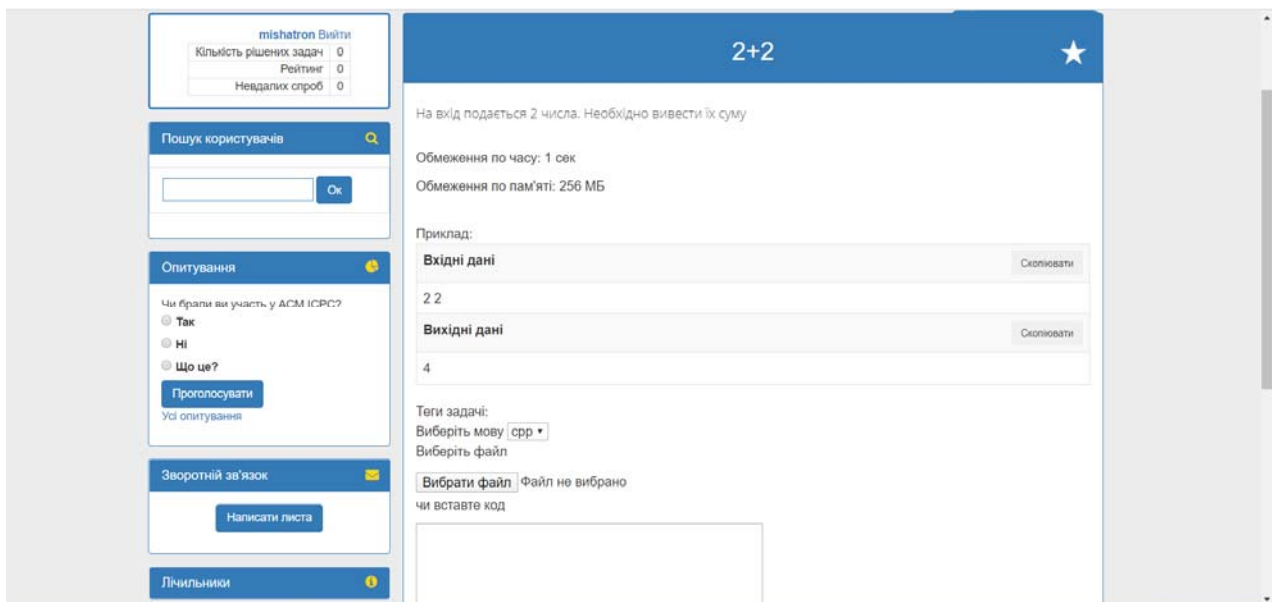 mishatron Вийти
Кількість рішених задач 0
Рейтинг 0
Невдалих спроб 0
Пошук користувачів
Ок
Опитування
Чи брали ви участь у ACM ICPC?
Так
Ні
Що це?
Проголосувати
Усі опитування
Зворотній зв'язок
Написати листа
Лічильники
2+2
На вхід подається 2 числа. Необхідно вивести їх суму
Обмеження по часу: 1 сек
Обмеження по пам'яті: 256 МБ
Приклад:
Вхідні дані Скопіювати
2 2
Вихідні дані Скопіювати
4
Теги задачі:
Виберіть мову cpp
Виберіть файл
Вибрати файл Файл не вибрано
чи вставте код